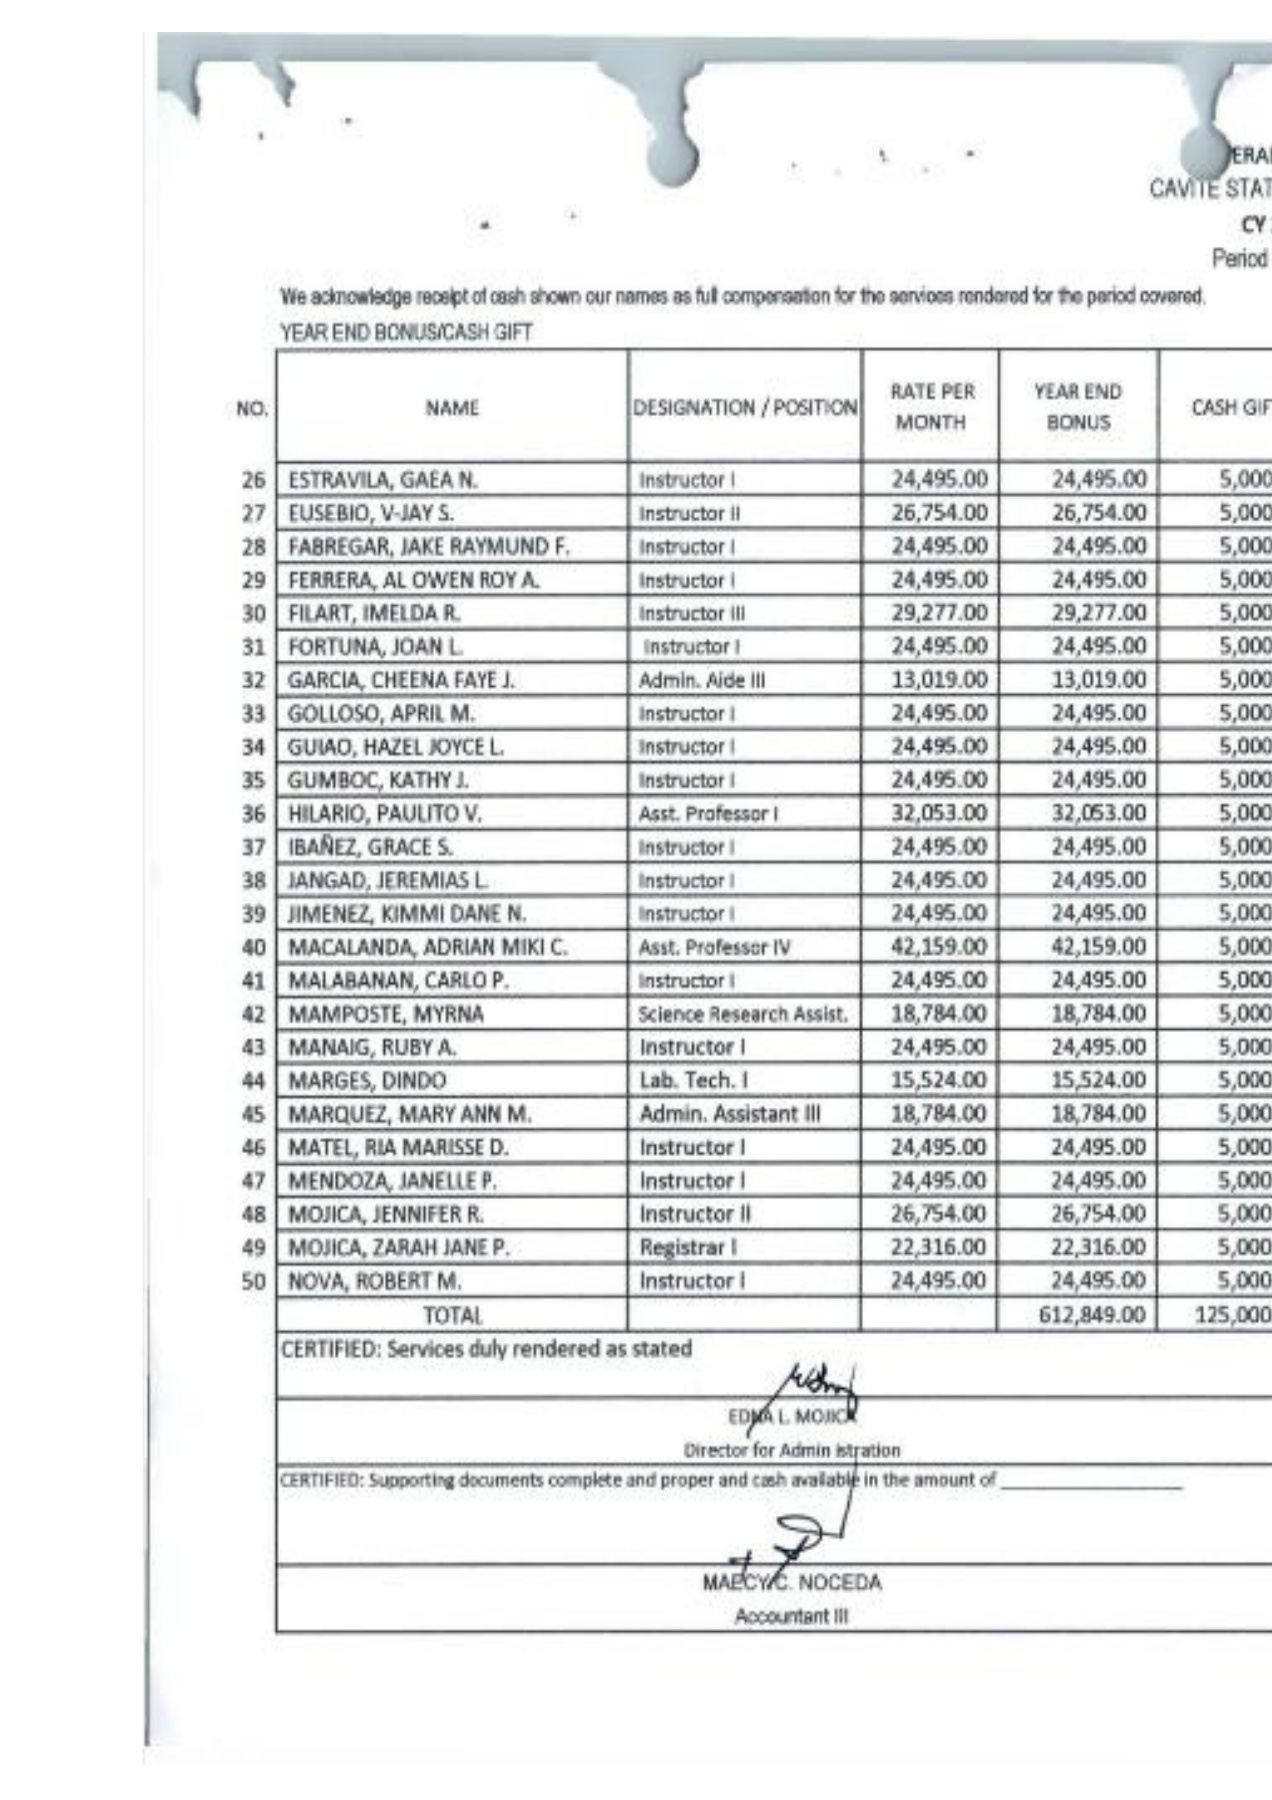 CAVITE STAT
CY
Period
We acknowledge receipt of cash shown our names as full compensation for the services rendered for the period covered.
YEAR END BONUS/CASH GIFT
NO. NAME DESIGNATION / POSITION RATE PER MONTH YEAR END BONUS CASH GIF
26 ESTRAVILA, GAEA N. Instructor I 24,495.00 24,495.00 5,000
27 EUSEBIO, V-JAY S. Instructor II 26,754.00 26,754.00 5,000
28 FABREGAR, JAKE RAYMUND F. Instructor I 24,495.00 24,495.00 5,000
29 FERRERA, AL OWEN ROY A. Instructor I 24,495.00 24,495.00 5,000
30 FILART, IMELDA R. Instructor III 29,277.00 29,277.00 5,000
31 FORTUNA, JOAN L. Instructor I 24,495.00 24,495.00 5,000
32 GARCIA, CHEENA FAYE J. Admin. Aide III 13,019.00 13,019.00 5,000
33 GOLLOSO, APRIL M. Instructor I 24,495.00 24,495.00 5,000
34 GUIAO, HAZEL JOYCE L. Instructor I 24,495.00 24,495.00 5,000
35 GUMBOC, KATHY J. Instructor I 24,495.00 24,495.00 5,000
36 HILARIO, PAULITO V. Asst. Professor I 32,053.00 32,053.00 5,000
37 IBAÑEZ, GRACE S. Instructor I 24,495.00 24,495.00 5,000
38 JANGAD, JEREMIAS L. Instructor I 24,495.00 24,495.00 5,000
39 JIMENEZ, KIMMI DANE N. Instructor I 24,495.00 24,495.00 5,000
40 MACALANDA, ADRIAN MIKI C. Asst. Professor IV 42,159.00 42,159.00 5,000
41 MALABANAN, CARLO P. Instructor I 24,495.00 24,495.00 5,000
42 MAMPOSTE, MYRNA Science Research Assist. 18,784.00 18,784.00 5,000
43 MANAIG, RUBY A. Instructor I 24,495.00 24,495.00 5,000
44 MARGES, DINDO Lab. Tech. I 15,524.00 15,524.00 5,000
45 MARQUEZ, MARY ANN M. Admin. Assistant III 18,784.00 18,784.00 5,000
46 MATEL, RIA MARISSE D. Instructor I 24,495.00 24,495.00 5,000
47 MENDOZA, JANELLE P. Instructor I 24,495.00 24,495.00 5,000
48 MOJICA, JENNIFER R. Instructor II 26,754.00 26,754.00 5,000
49 MOJICA, ZARAH JANE P. Registrar I 22,316.00 22,316.00 5,000
50 NOVA, ROBERT M. Instructor I 24,495.00 24,495.00 5,000
TOTAL 612,849.00 125,000
CERTIFIED: Services duly rendered as stated
EDNA L. MOJICA
Director for Admin istration
CERTIFIED: Supporting documents complete and proper and cash available in the amount of
MAECY C. NOCEDA
Accountant III